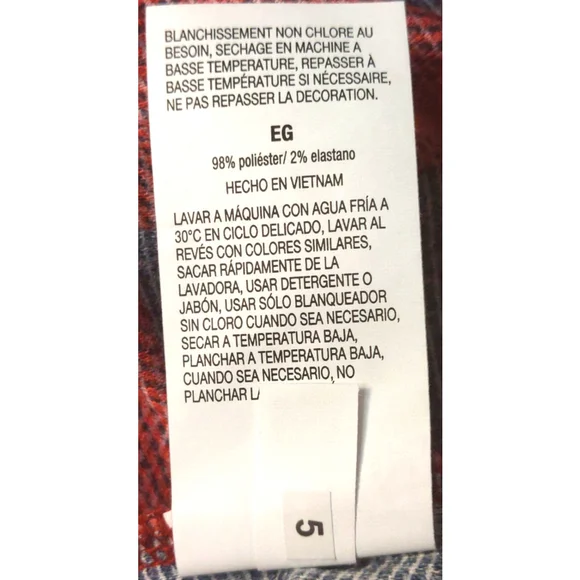 BLANCHISSEMENT NON CHLORE AU
BESOIN, SECHAGE EN MACHINE A
BASSE TEMPERATURE, REPASSER À
BASSE TEMPÉRATURE SI NÉCESSAIRE,
NE PAS REPASSER LA DECORATION.
EG
98% poliéster/ 2% elastano
HECHO EN VIETNAM
LAVAR A MÁQUINA CON AGUA FRÍA A
30°C EN CICLO DELICADO, LAVAR AL
REVÉS CON COLORES SIMILARES,
SACAR RÁPIDAMENTE DE LA
LAVADORA, USAR DETERGENTE O
JABÓN, USAR SÓLO BLANQUEADOR
SIN CLORO CUANDO SEA NECESARIO,
SECAR A TEMPERATURA BAJA,
PLANCHAR A TEMPERATURA BAJA,
CUANDO SEA NECESARIO, NO
PLANCHAR
5